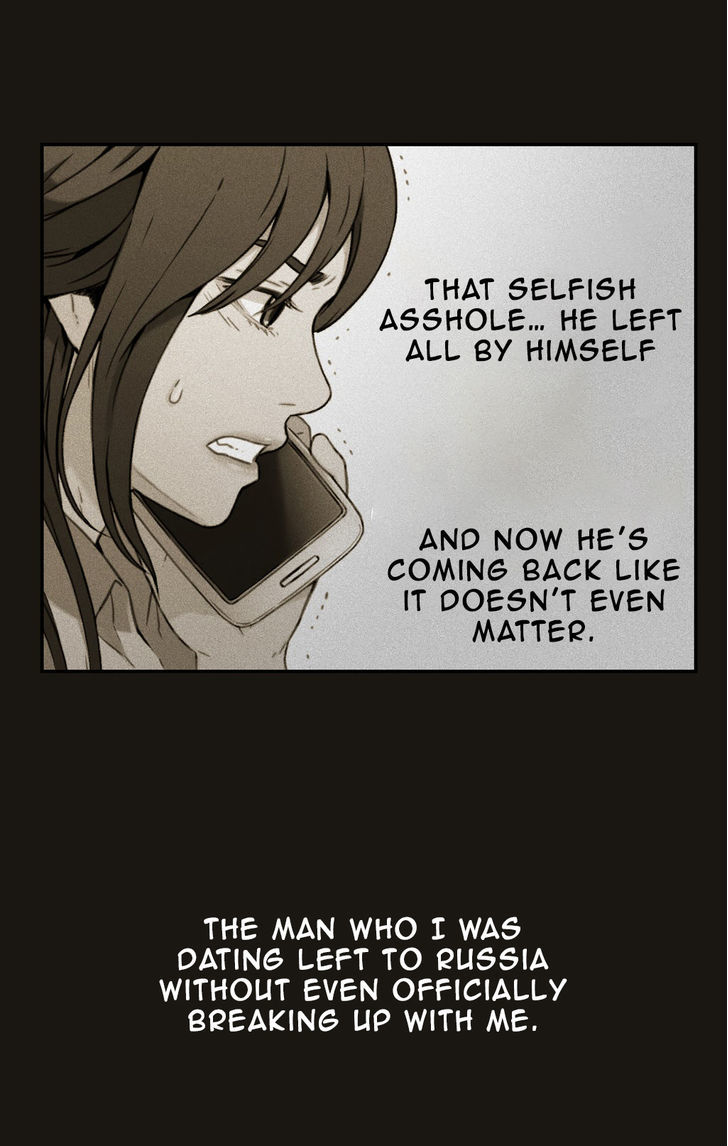 THAT SELFISH
ASSHOLE... HE LEFT
ALL BY HIMSELF
AND NOW HE'S
COMING BACK LIKE
IT DOESN'T EVEN
MATTER.
THE MAN WHO I WAS
DATING LEFT TO RUSSIA
WITHOUT EVEN OFFICIALLY
BREAKING UP WITH ME.